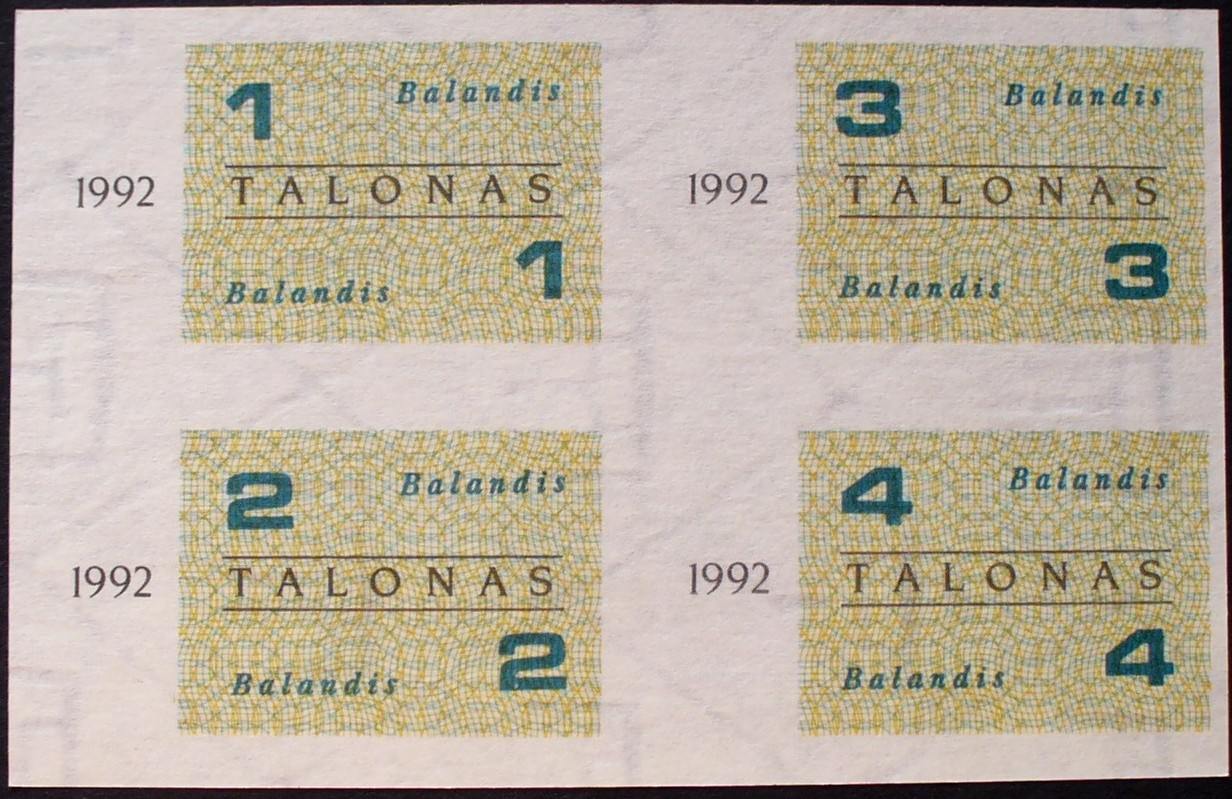 1 Balandis
1992 TALONAS
Balandis 1
3 Balandis
1992 TALONAS
Balandis 3
2 Balandis
1992 TALONAS
Balandis 2
4 Balandis
1992 TALONAS
Balandis 4